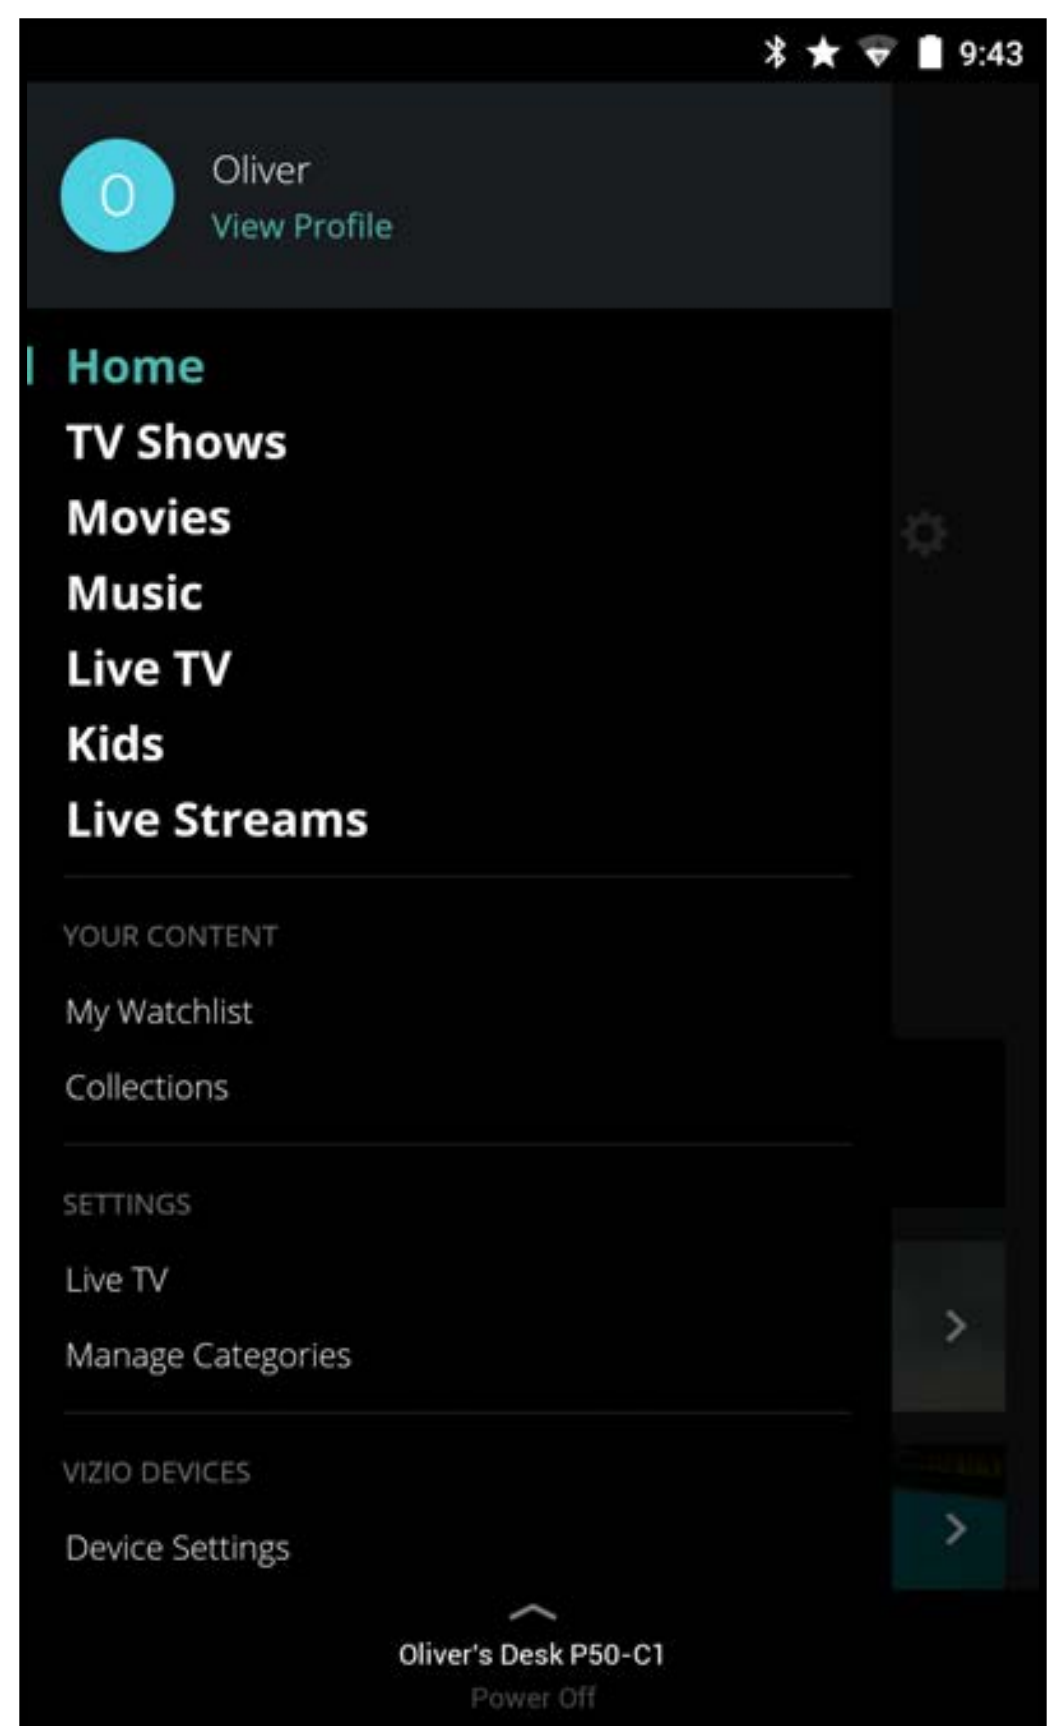 9:43
O
Oliver
View Profile
Home
TV Shows
Movies
Music
Live TV
Kids
Live Streams
YOUR CONTENT
My Watchlist
Collections
SETTINGS
Live TV
Manage Categories
VIZIO DEVICES
Device Settings
Oliver's Desk P50-C1
Power Off